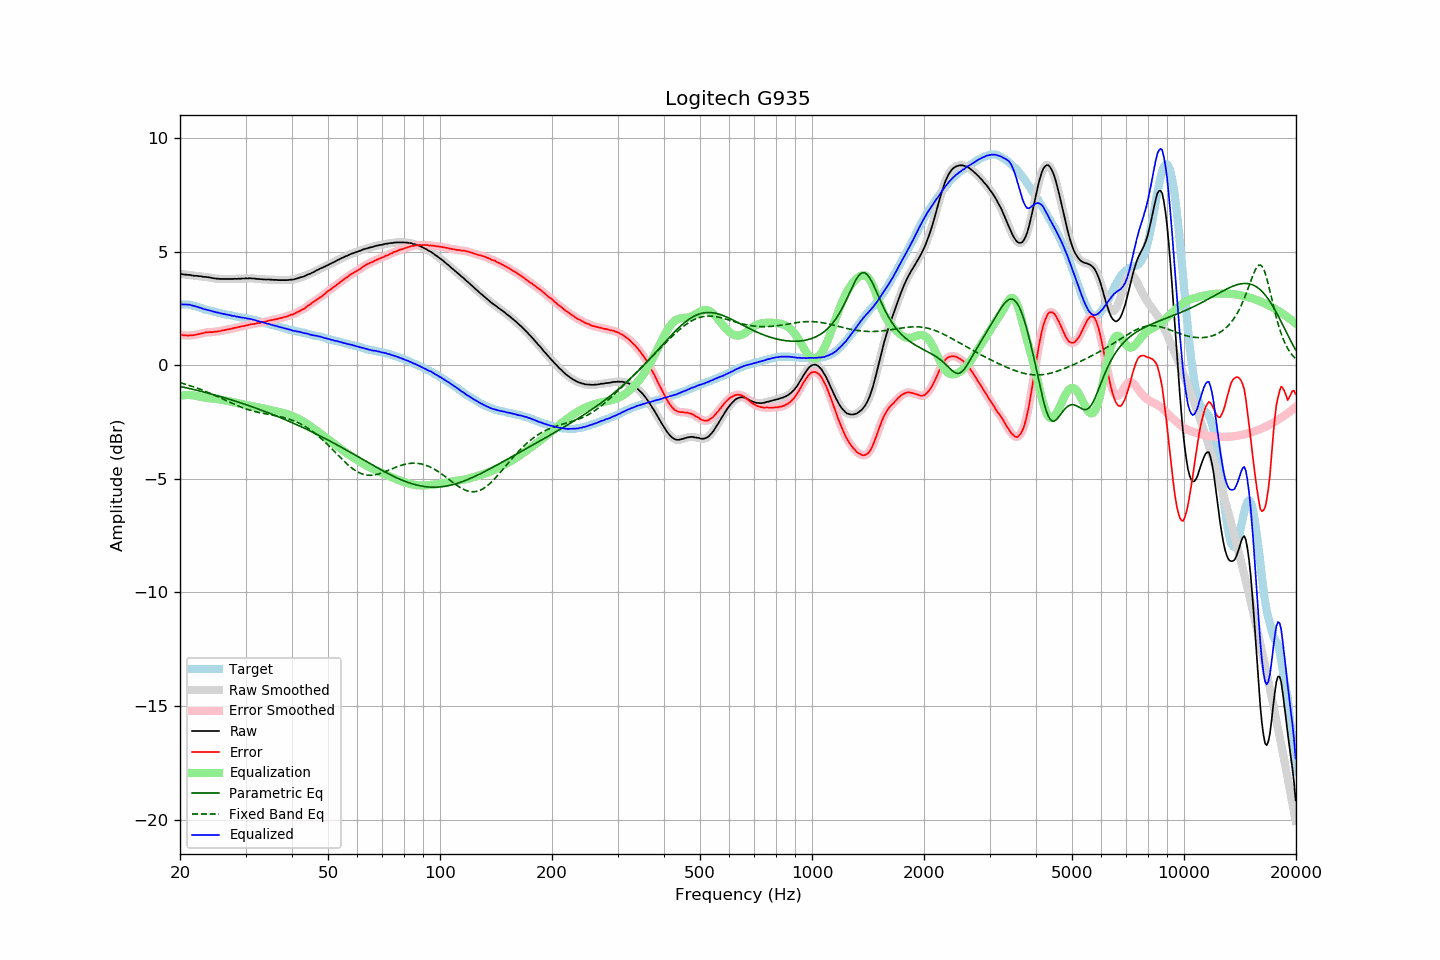 Logitech G935
Amplitude (dBr)
10
5
0
−5
−10
−15
−20
Target
Raw Smoothed
Error Smoothed
Raw
Error
Equalization
Parametric Eq
Fixed Band Eq
Equalized
20 50 100 200 500 1000 2000 5000 10000 20000
Frequency (Hz)